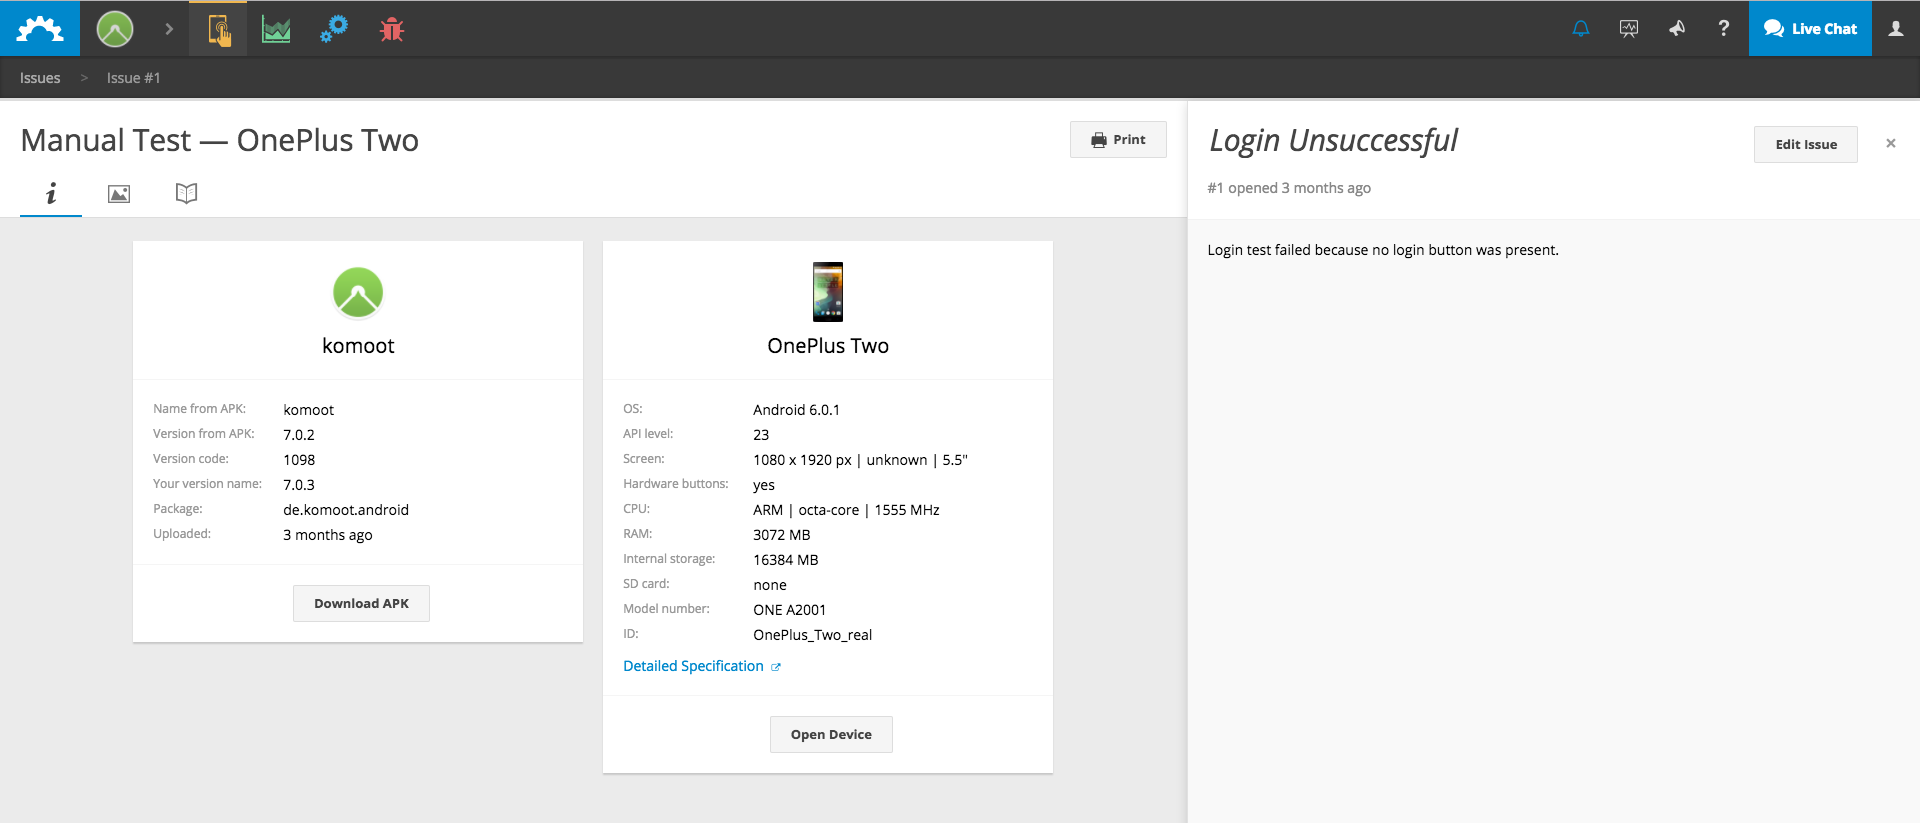 Live Chat
Issues > Issue #1
Manual Test — OnePlus Two
Print
Login Unsuccessful
Edit Issue ×
#1 opened 3 months ago
Login test failed because no login button was present.
komoot
Name from APK: komoot
Version from APK: 7.0.2
Version code: 1098
Your version name: 7.0.3
Package: de.komoot.android
Uploaded: 3 months ago
Download APK
OnePlus Two
OS: Android 6.0.1
API level: 23
Screen: 1080 x 1920 px | unknown | 5.5"
Hardware buttons: yes
CPU: ARM | octa-core | 1555 MHz
RAM: 3072 MB
Internal storage: 16384 MB
SD card: none
Model number: ONE A2001
ID: OnePlus_Two_real
Detailed Specification
Open Device